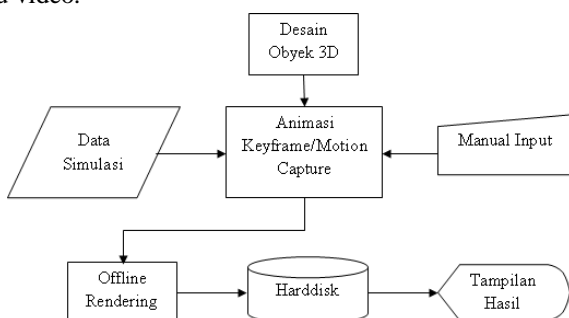 video.
Desain
Obyek 3D
Data
Simulasi
Animasi
Keyframe/Motion
Capture
Manual Input
Offline
Rendering
Harddisk
Tampilan
Hasil